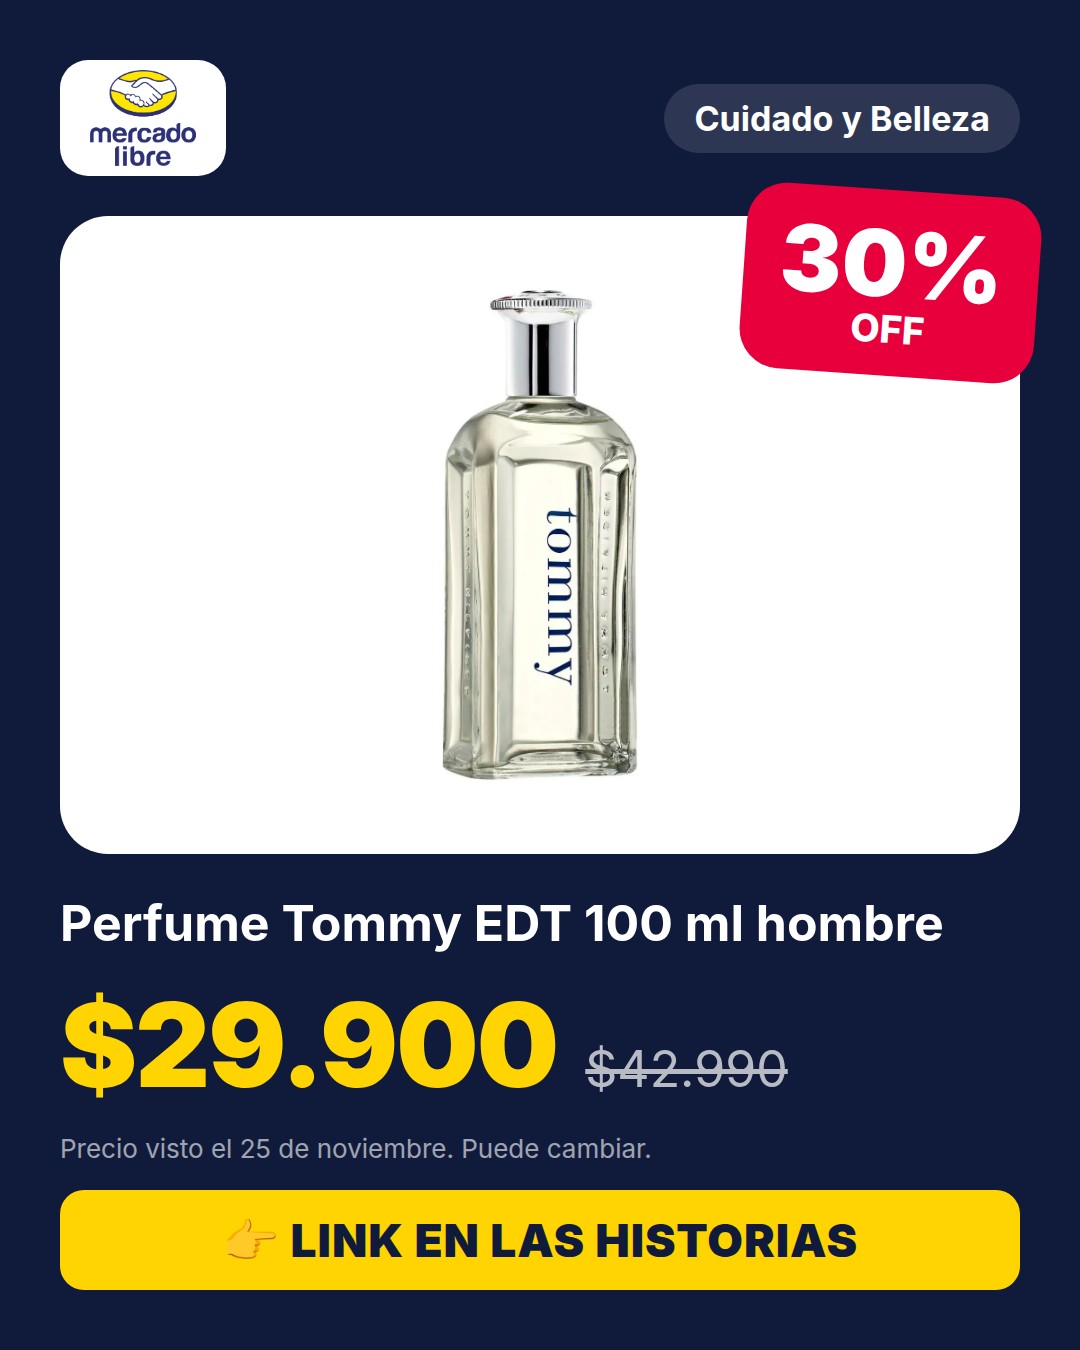 mercado
libre
Cuidado y Belleza
30%
OFF
tommy
Perfume Tommy EDT 100 ml hombre
$29.900 $42.990
Precio visto el 25 de noviembre. Puede cambiar.
👉 LINK EN LAS HISTORIAS